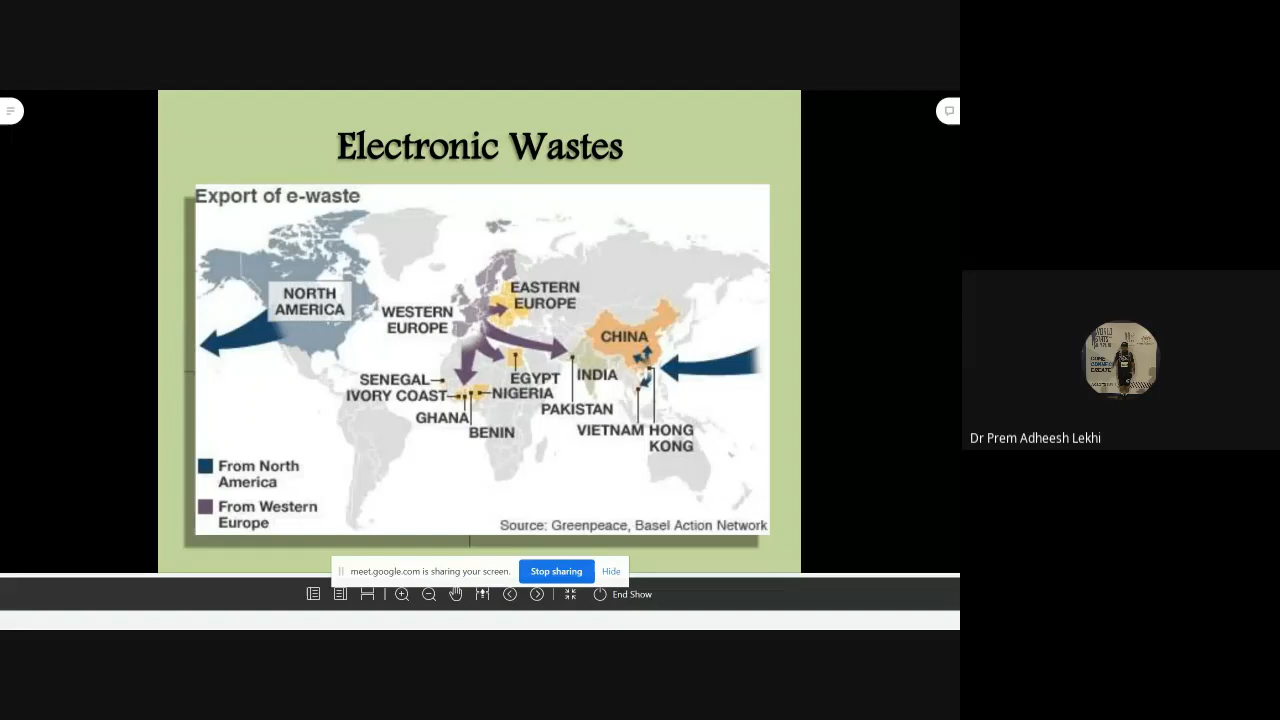 Electronic Wastes
Export of e-waste
NORTH
AMERICA
WESTERN
EUROPE
EASTERN
EUROPE
CHINA
SENEGAL
IVORY COAST
GHANA
BENIN
EGYPT
NIGERIA
INDIA
PAKISTAN
VIETNAM
HONG
KONG
From North
America
From Western
Europe
Source: Greenpeace, Basel Action Network
meet.google.com is sharing your screen.
Stop sharing
Hide
End Show
Dr Prem Adheesh Lekhi